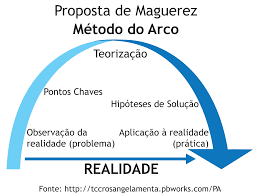 Proposta de Maguerez
Método do Arco
Teorização
Pontos Chaves
Hipóteses de Solução
Observação da
realidade (problema)
Aplicação à realidade
(prática)
REALIDADE
Fonte: http://tccrosangelamenta.pbworks.com/PA